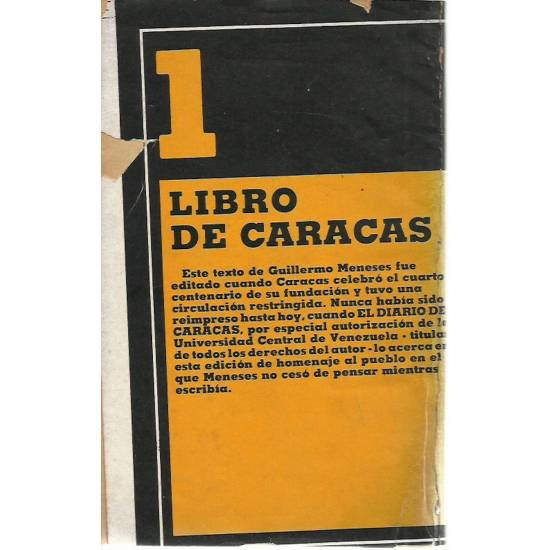 1
LIBRO
DE CARACAS
Este texto de Guillermo Meneses fue
editado cuando Caracas celebró el cuarto
centenario de su fundación y tuvo una
circulación restringida. Nunca había sido
reimpreso hasta hoy, cuando EL DIARIO DE
CARACAS, por especial autorización de la
Universidad Central de Venezuela - titular
de todos los derechos del autor - lo acerca en
esta edición de homenaje al pueblo en el
que Meneses no cesó de pensar mientras
escribía.